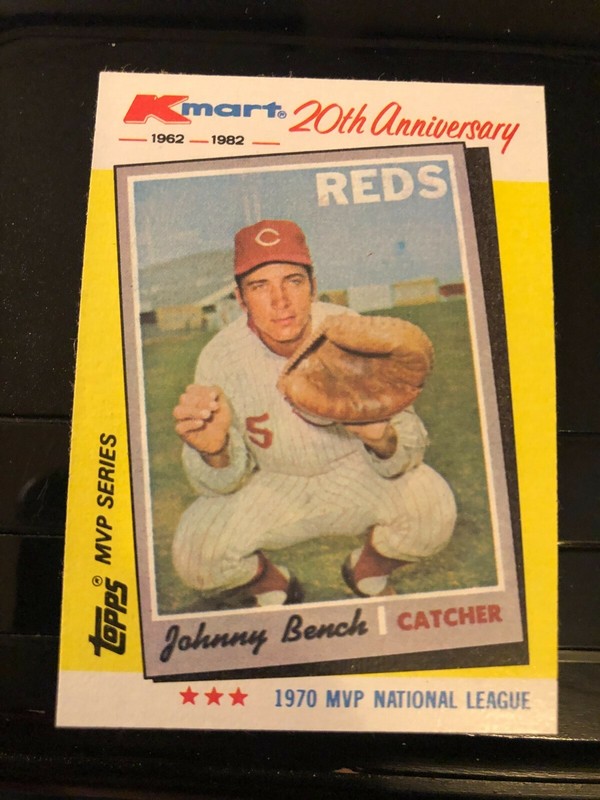 Kmart® 20th Anniversary
1962 — 1982
REDS
C
5
Topps® MVP SERIES
Johnny Bench | CATCHER
★★★ 1970 MVP NATIONAL LEAGUE